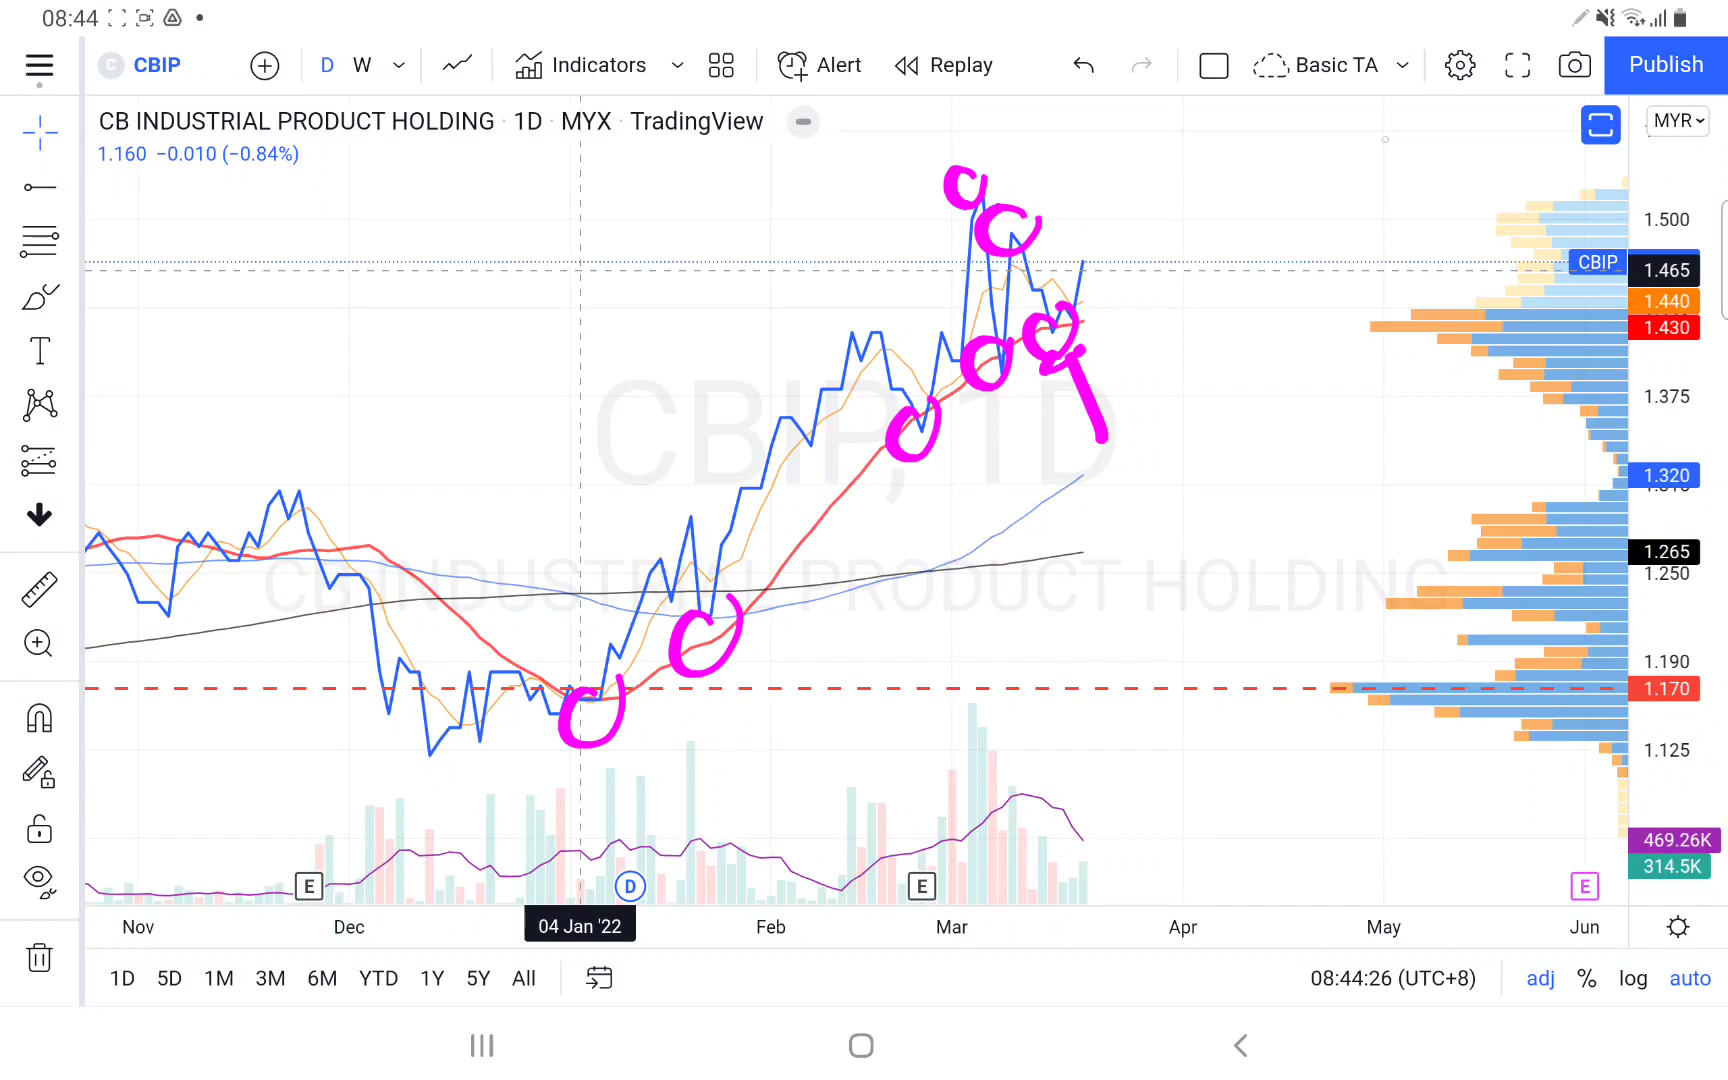 08:44
CBIP
D W
Indicators
Alert
Replay
Basic TA
Publish
CB INDUSTRIAL PRODUCT HOLDING · 1D · MYX · TradingView
MYR
1.160 −0.010 (−0.84%)
1.500
CBIP
1.465
1.440
1.430
1.375
CBIP, 1D
1.320
1.265
1.250
CB INDUSTRIAL PRODUCT HOLDING
1.190
1.170
1.125
469.26K
314.5K
E
D
E
E
Nov
Dec
04 Jan '22
Feb
Mar
Apr
May
Jun
1D 5D 1M 3M 6M YTD 1Y 5Y All
08:44:26 (UTC+8)
adj % log auto